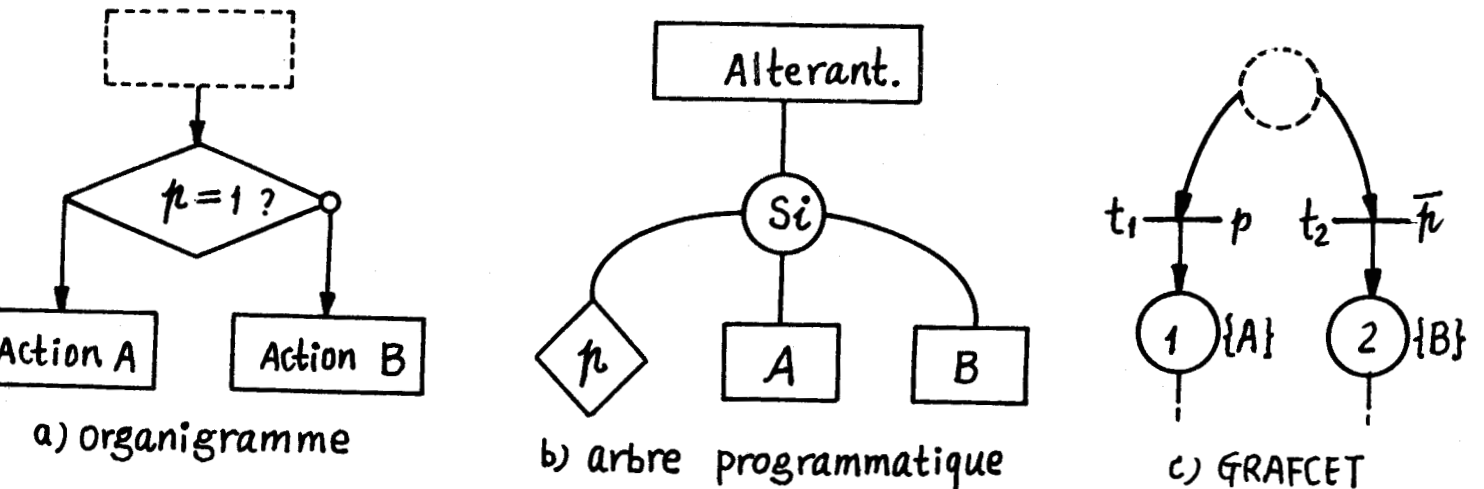 p = 1 ?
Action A
Action B
a) organigramme
Alterant.
Si
p
A
B
b) arbre programmatique
t₁ p
t₂ p̅
1 {A}
2 {B}
c) GRAFCET